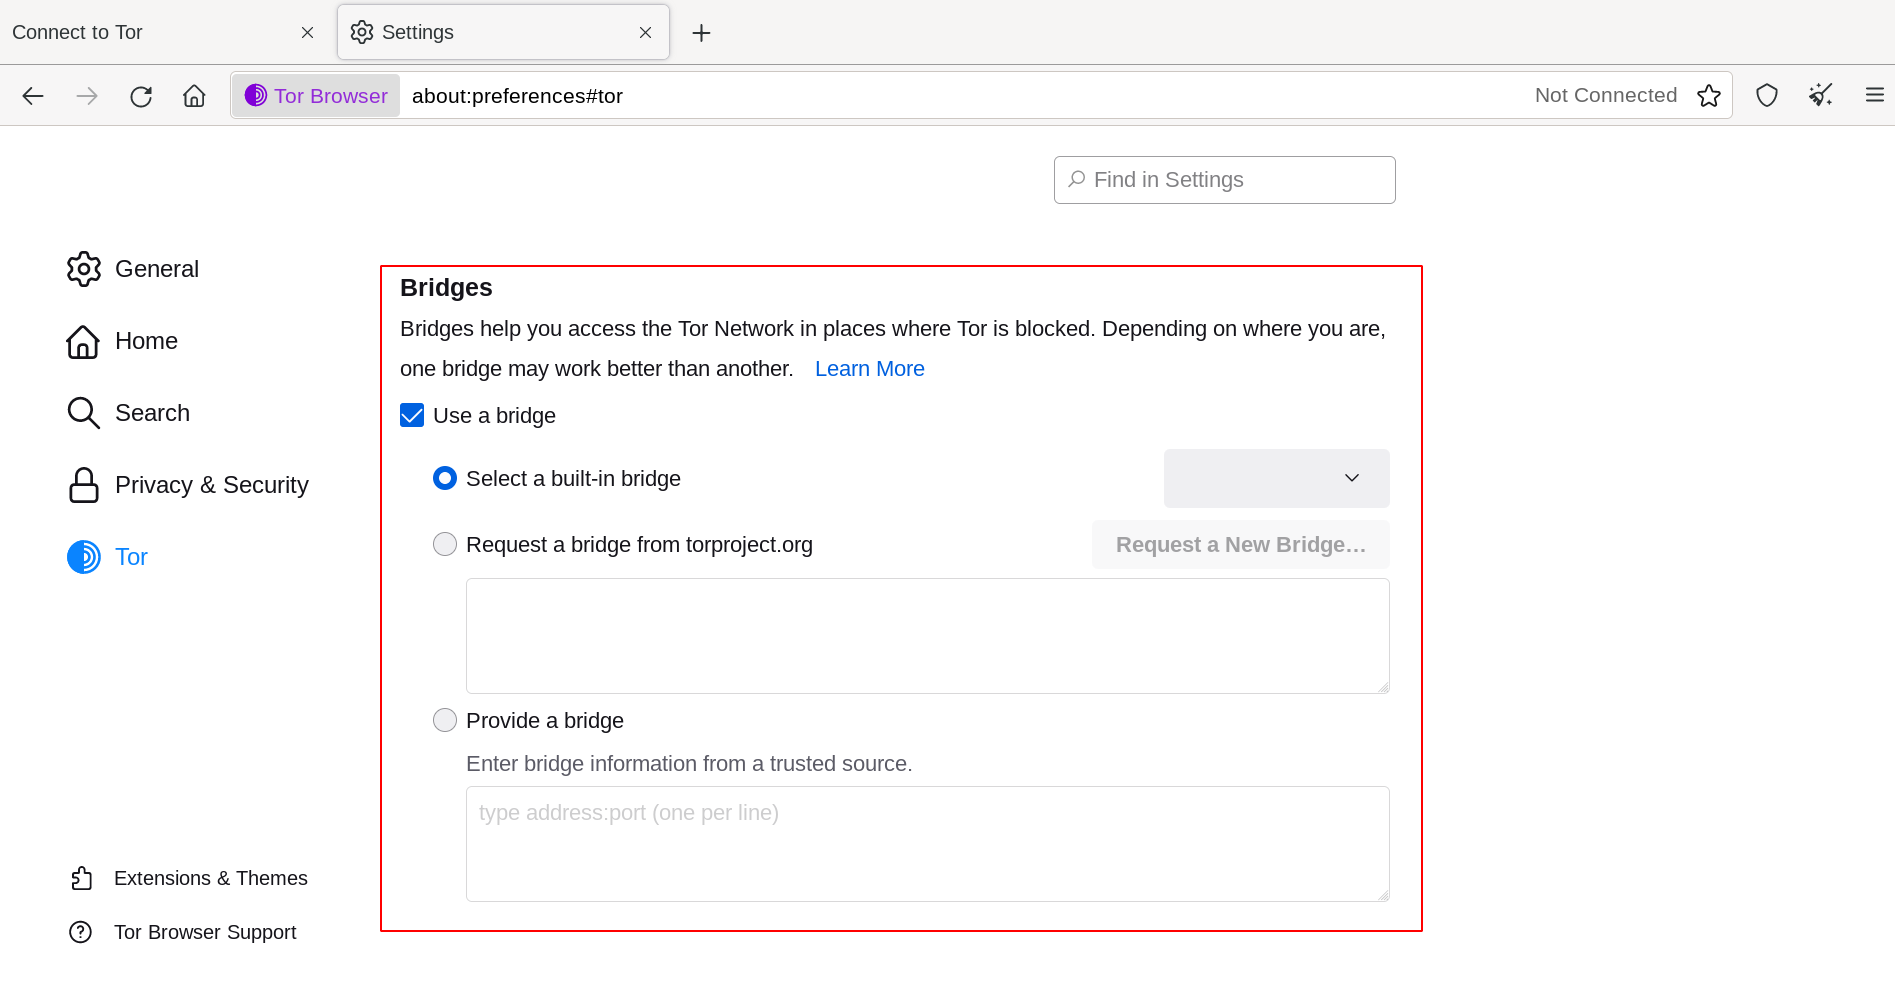 Connect to Tor
Settings
Tor Browser
about:preferences#tor
Not Connected
Find in Settings
General
Home
Search
Privacy & Security
Tor
Extensions & Themes
Tor Browser Support
Bridges
Bridges help you access the Tor Network in places where Tor is blocked. Depending on where you are,
one bridge may work better than another. Learn More
Use a bridge
Select a built-in bridge
Request a bridge from torproject.org
Request a New Bridge…
Provide a bridge
Enter bridge information from a trusted source.
type address:port (one per line)